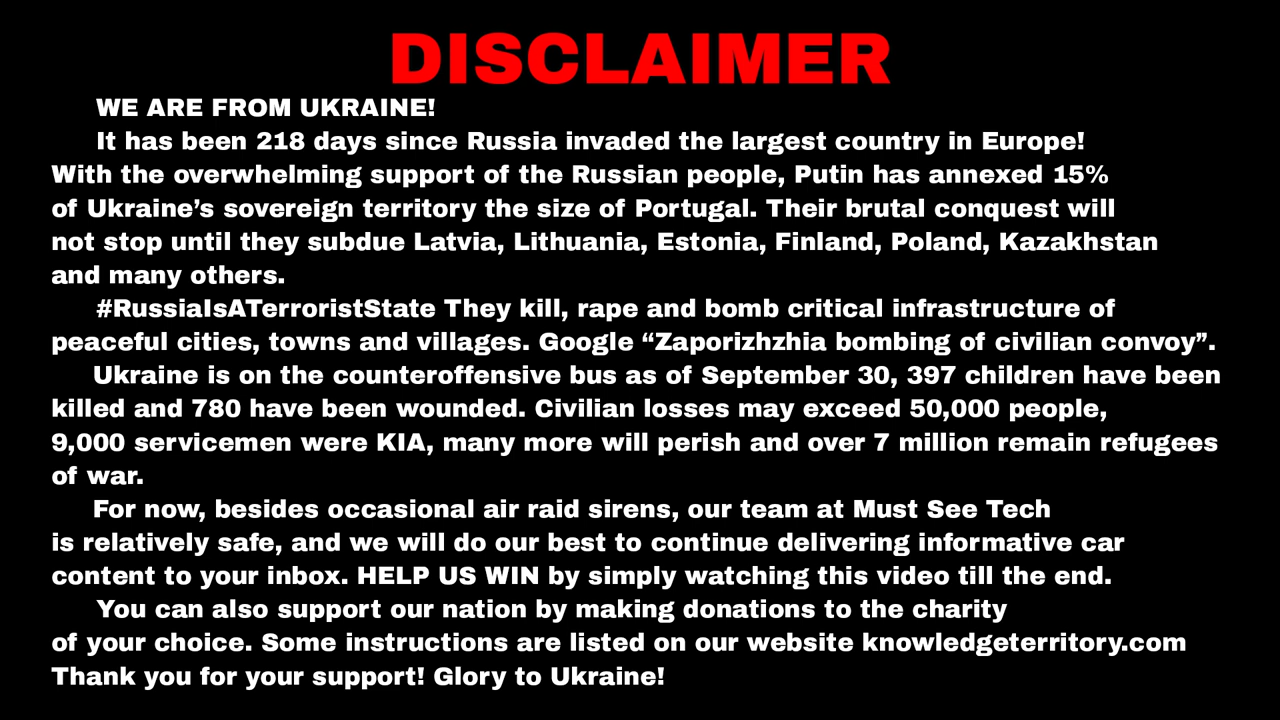 DISCLAIMER
WE ARE FROM UKRAINE!
It has been 218 days since Russia invaded the largest country in Europe!
With the overwhelming support of the Russian people, Putin has annexed 15%
of Ukraine’s sovereign territory the size of Portugal. Their brutal conquest will
not stop until they subdue Latvia, Lithuania, Estonia, Finland, Poland, Kazakhstan
and many others.
#RussiaIsATerroristState They kill, rape and bomb critical infrastructure of
peaceful cities, towns and villages. Google “Zaporizhzhia bombing of civilian convoy”.
Ukraine is on the counteroffensive bus as of September 30, 397 children have been
killed and 780 have been wounded. Civilian losses may exceed 50,000 people,
9,000 servicemen were KIA, many more will perish and over 7 million remain refugees
of war.
For now, besides occasional air raid sirens, our team at Must See Tech
is relatively safe, and we will do our best to continue delivering informative car
content to your inbox. HELP US WIN by simply watching this video till the end.
You can also support our nation by making donations to the charity
of your choice. Some instructions are listed on our website knowledgeterritory.com
Thank you for your support! Glory to Ukraine!